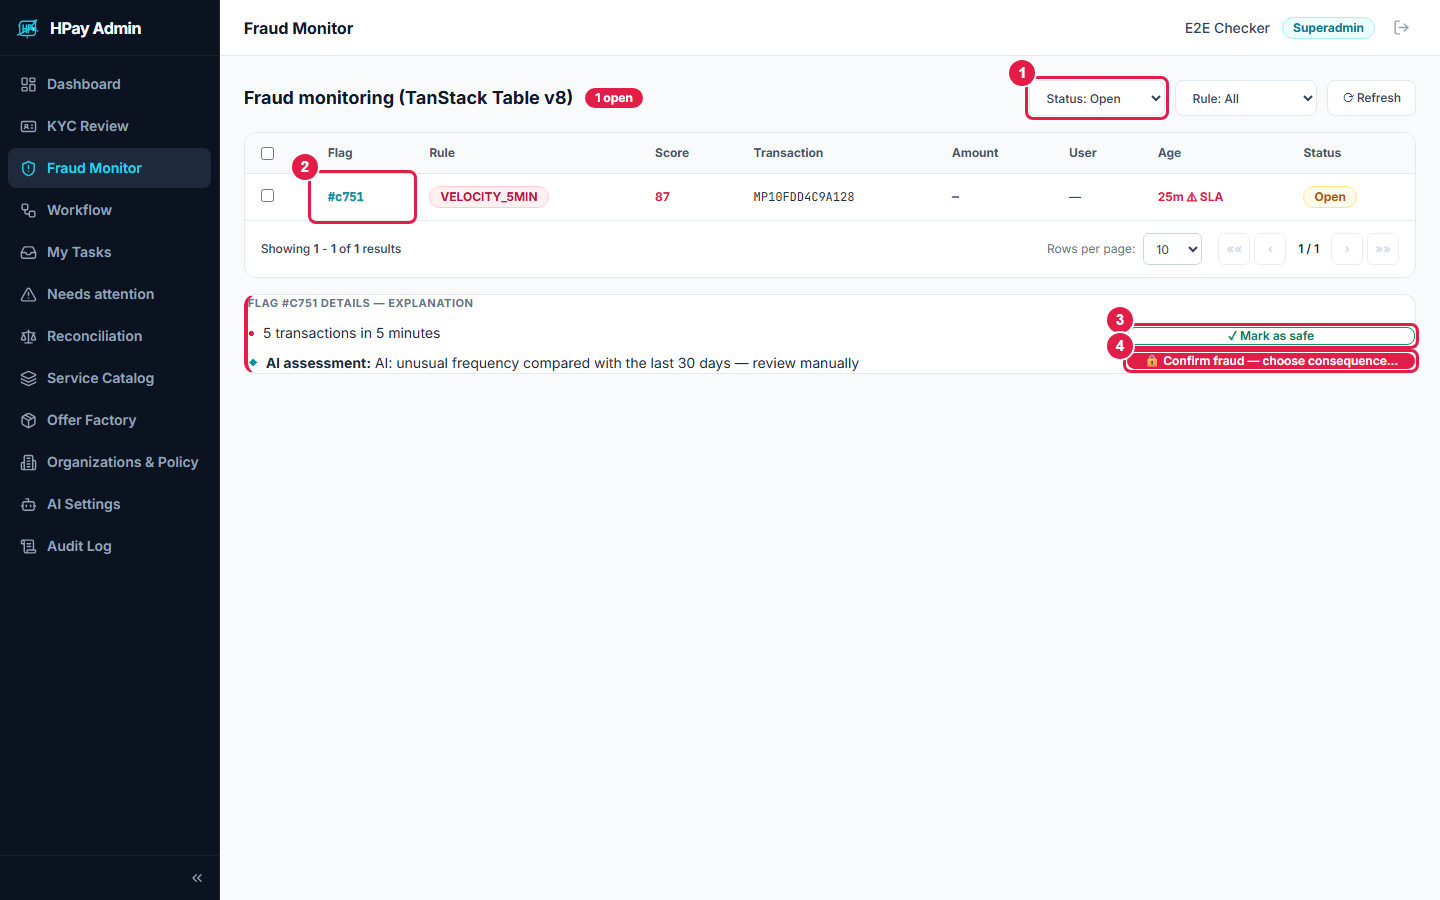 HPay Admin
Fraud Monitor
E2E Checker
Superadmin
Dashboard
KYC Review
Fraud Monitor
Workflow
My Tasks
Needs attention
Reconciliation
Service Catalog
Offer Factory
Organizations & Policy
AI Settings
Audit Log
«
Fraud monitoring (TanStack Table v8)
1 open
1
Status: Open
Rule: All
Refresh
Flag Rule Score Transaction Amount User Age Status
2
#c751 VELOCITY_5MIN 87 MP10FDD4C9A128 – — 25m ⚠ SLA Open
Showing 1 - 1 of 1 results
Rows per page: 10 «« ‹ 1 / 1 › »»
FLAG #C751 DETAILS — EXPLANATION
• 5 transactions in 5 minutes
3
✓ Mark as safe
◆ AI assessment: AI: unusual frequency compared with the last 30 days — review manually
4
🔒 Confirm fraud — choose consequence...